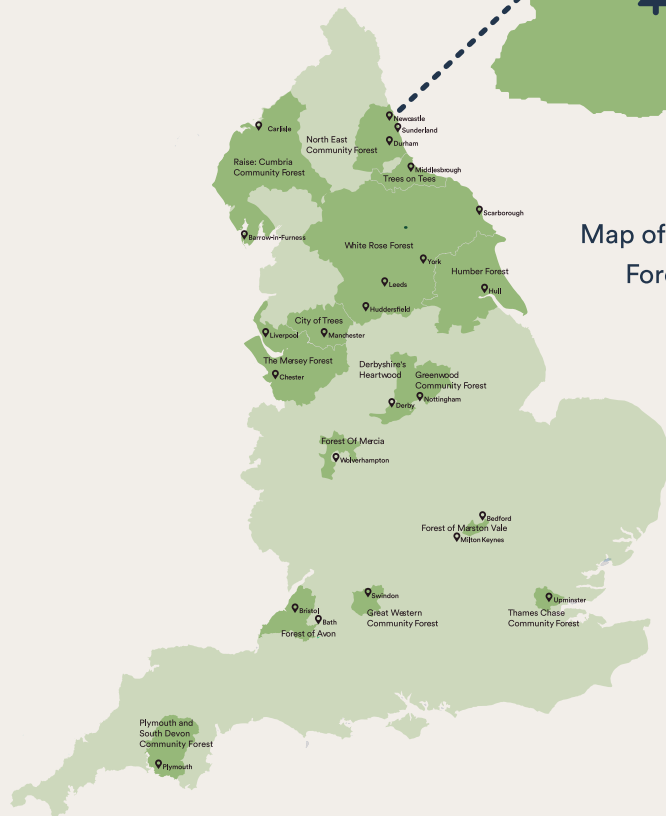 Newcastle
Sunderland
Carlisle
North East
Community Forest
Durham
Raise: Cumbria
Community Forest
Middlesbrough
Trees on Tees
Scarborough
Barrow-in-Furness
Map of
White Rose Forest
York
Humber Forest
For
Leeds
Hull
Huddersfield
City of Trees
Liverpool
Manchester
The Mersey Forest
Chester
Derbyshire's
Heartwood
Greenwood
Community Forest
Nottingham
Derby
Forest Of Mercia
Wolverhampton
Bedford
Forest of Marston Vale
Milton Keynes
Swindon
Upminster
Bristol
Bath
Great Western
Community Forest
Thames Chase
Community Forest
Forest of Avon
Plymouth and
South Devon
Community Forest
Plymouth